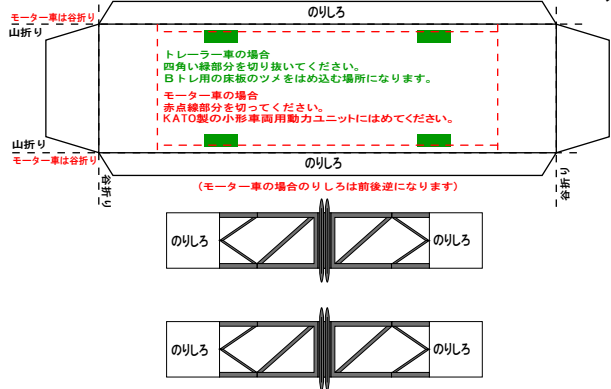 のりしろ
モーター車は谷折り
山折り
トレーラー車の場合
四角い緑部分を切り抜いてください。
Bトレ用の床板のツメをはめ込む場所になります。
モーター車の場合
赤点線部分を切ってください。
KATO製の小形車両用動力ユニットにはめてください。
山折り
モーター車は谷折り
のりしろ
谷折り
谷折り
(モーター車の場合のりしろは前後逆になります)
のりしろ
のりしろ
のりしろ
のりしろ